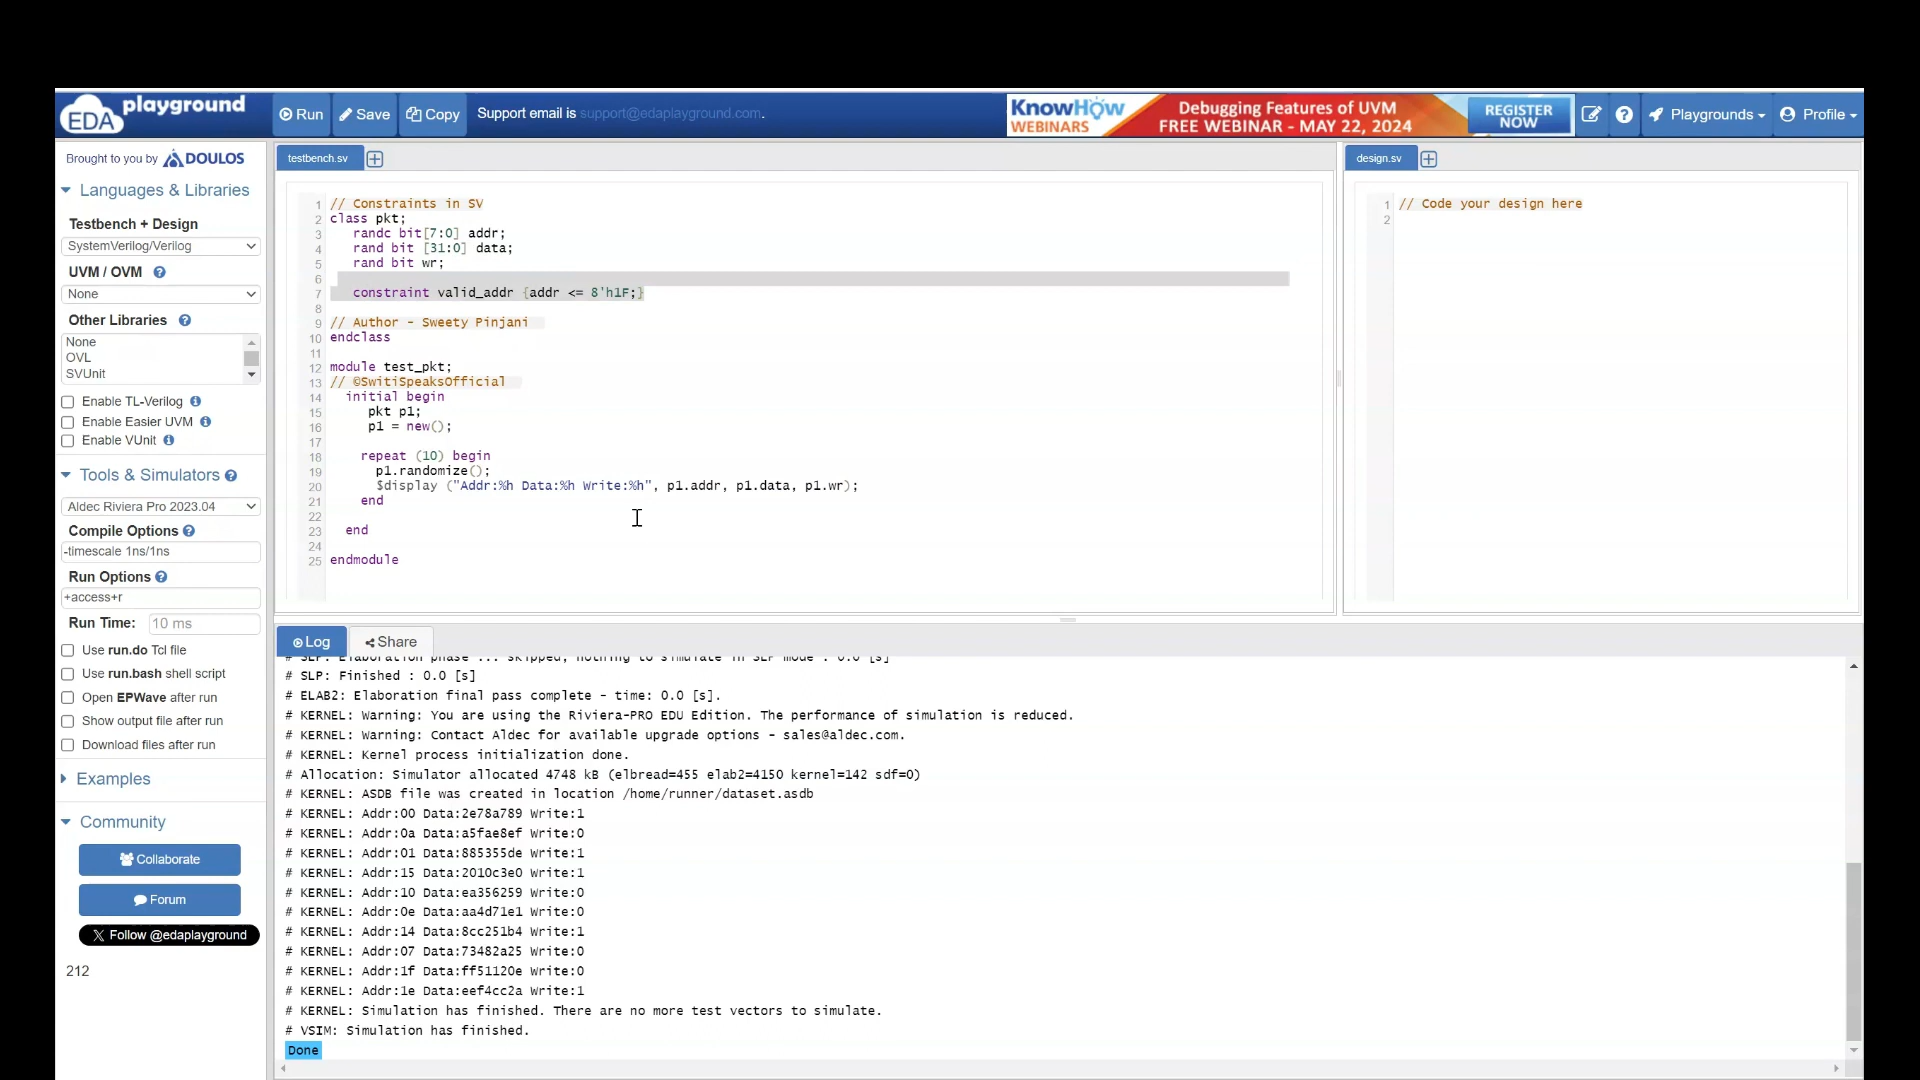 EDA playground
Run Save Copy Support email is support@edaplayground.com.
KnowHow WEBINARS
Debugging Features of UVM
FREE WEBINAR - MAY 22, 2024
REGISTER NOW
Playgrounds Profile
Brought to you by DOULOS
Languages & Libraries
Testbench + Design
SystemVerilog/Verilog
UVM / OVM
None
Other Libraries
None
OVL
SVUnit
Enable TL-Verilog
Enable Easier UVM
Enable VUnit
Tools & Simulators
Aldec Riviera Pro 2023.04
Compile Options
-timescale 1ns/1ns
Run Options
+access+r
Run Time: 10 ms
Use run.do Tcl file
Use run.bash shell script
Open EPWave after run
Show output file after run
Download files after run
Examples
Community
Collaborate
Forum
X Follow @edaplayground
212
testbench.sv
1 // Constraints in SV
2 class pkt;
3 randc bit[7:0] addr;
4 rand bit [31:0] data;
5 rand bit wr;
6
7 constraint valid_addr {addr <= 8'h1F;}
8
9 // Author - Sweety Pinjani
10 endclass
11
12 module test_pkt;
13 // ©SwitiSpeaksOfficial
14 initial begin
15 pkt p1;
16 p1 = new();
17
18 repeat (10) begin
19 p1.randomize();
20 $display ("Addr:%h Data:%h Write:%h", p1.addr, p1.data, p1.wr);
21 end
22
23 end
24
25 endmodule
design.sv
1 // Code your design here
2
Log Share
# SLP: Elaboration phase ... skipped, nothing to simulate in SLP mode : 0.0 [s]
# SLP: Finished : 0.0 [s]
# ELAB2: Elaboration final pass complete - time: 0.0 [s].
# KERNEL: Warning: You are using the Riviera-PRO EDU Edition. The performance of simulation is reduced.
# KERNEL: Warning: Contact Aldec for available upgrade options - sales@aldec.com.
# KERNEL: Kernel process initialization done.
# Allocation: Simulator allocated 4748 kB (elbread=455 elab2=4150 kernel=142 sdf=0)
# KERNEL: ASDB file was created in location /home/runner/dataset.asdb
# KERNEL: Addr:00 Data:2e78a789 Write:1
# KERNEL: Addr:0a Data:a5fae8ef Write:0
# KERNEL: Addr:01 Data:885355de Write:1
# KERNEL: Addr:15 Data:2010c3e0 Write:1
# KERNEL: Addr:10 Data:ea356259 Write:0
# KERNEL: Addr:0e Data:aa4d71e1 Write:0
# KERNEL: Addr:14 Data:8cc251b4 Write:1
# KERNEL: Addr:07 Data:73482a25 Write:0
# KERNEL: Addr:1f Data:ff51120e Write:0
# KERNEL: Addr:1e Data:eef4cc2a Write:1
# KERNEL: Simulation has finished. There are no more test vectors to simulate.
# VSIM: Simulation has finished.
Done